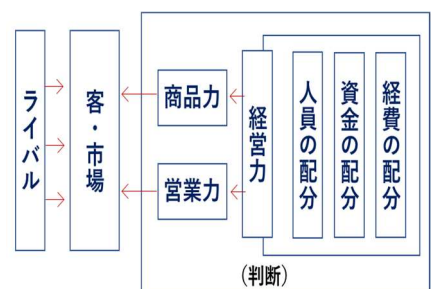 ライバル
客・市場
商品力
営業力
経営力
人員の配分
資金の配分
経費の配分
(判断)